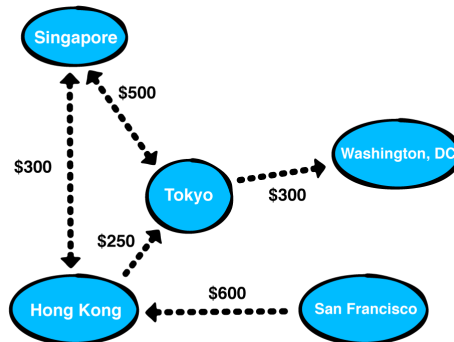 Singapore
$500
Washington, DC
$300
Tokyo
$300
$250
$600
Hong Kong
San Francisco